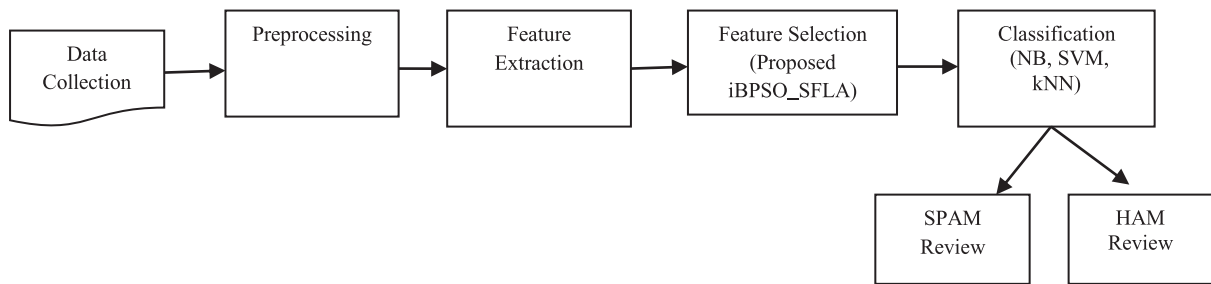 Data
Collection
Preprocessing
Feature
Extraction
Feature Selection
(Proposed
iBPSO_SFLA)
Classification
(NB, SVM,
kNN)
SPAM
Review
HAM
Review